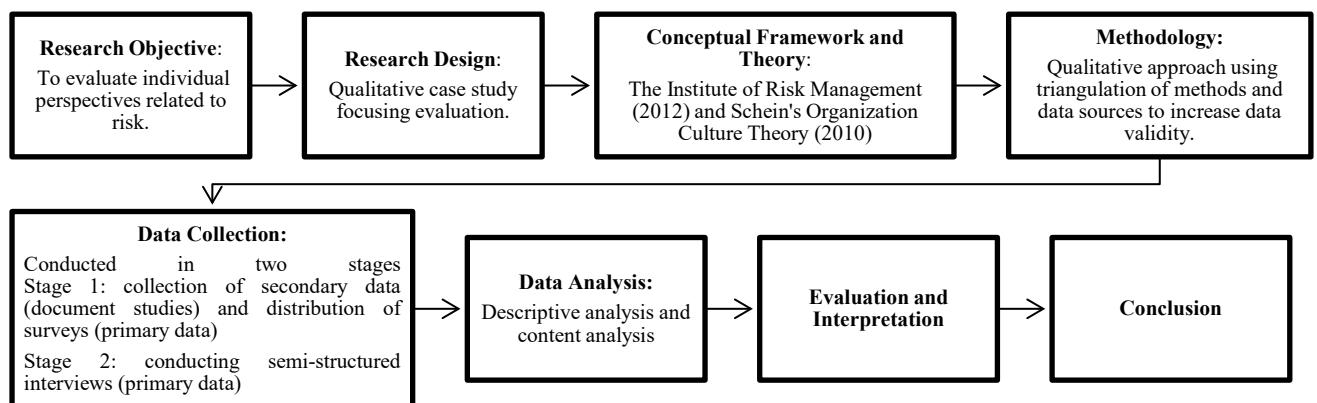 Research Objective:
To evaluate individual
perspectives related to
risk.
Research Design:
Qualitative case study
focusing evaluation.
Conceptual Framework and
Theory:
The Institute of Risk Management
(2012) and Schein's Organization
Culture Theory (2010)
Methodology:
Qualitative approach using
triangulation of methods and
data sources to increase data
validity.
Data Collection:
Conducted in two stages
Stage 1: collection of secondary data
(document studies) and distribution of
surveys (primary data)
Stage 2: conducting semi-structured
interviews (primary data)
Data Analysis:
Descriptive analysis and
content analysis
Evaluation and
Interpretation
Conclusion